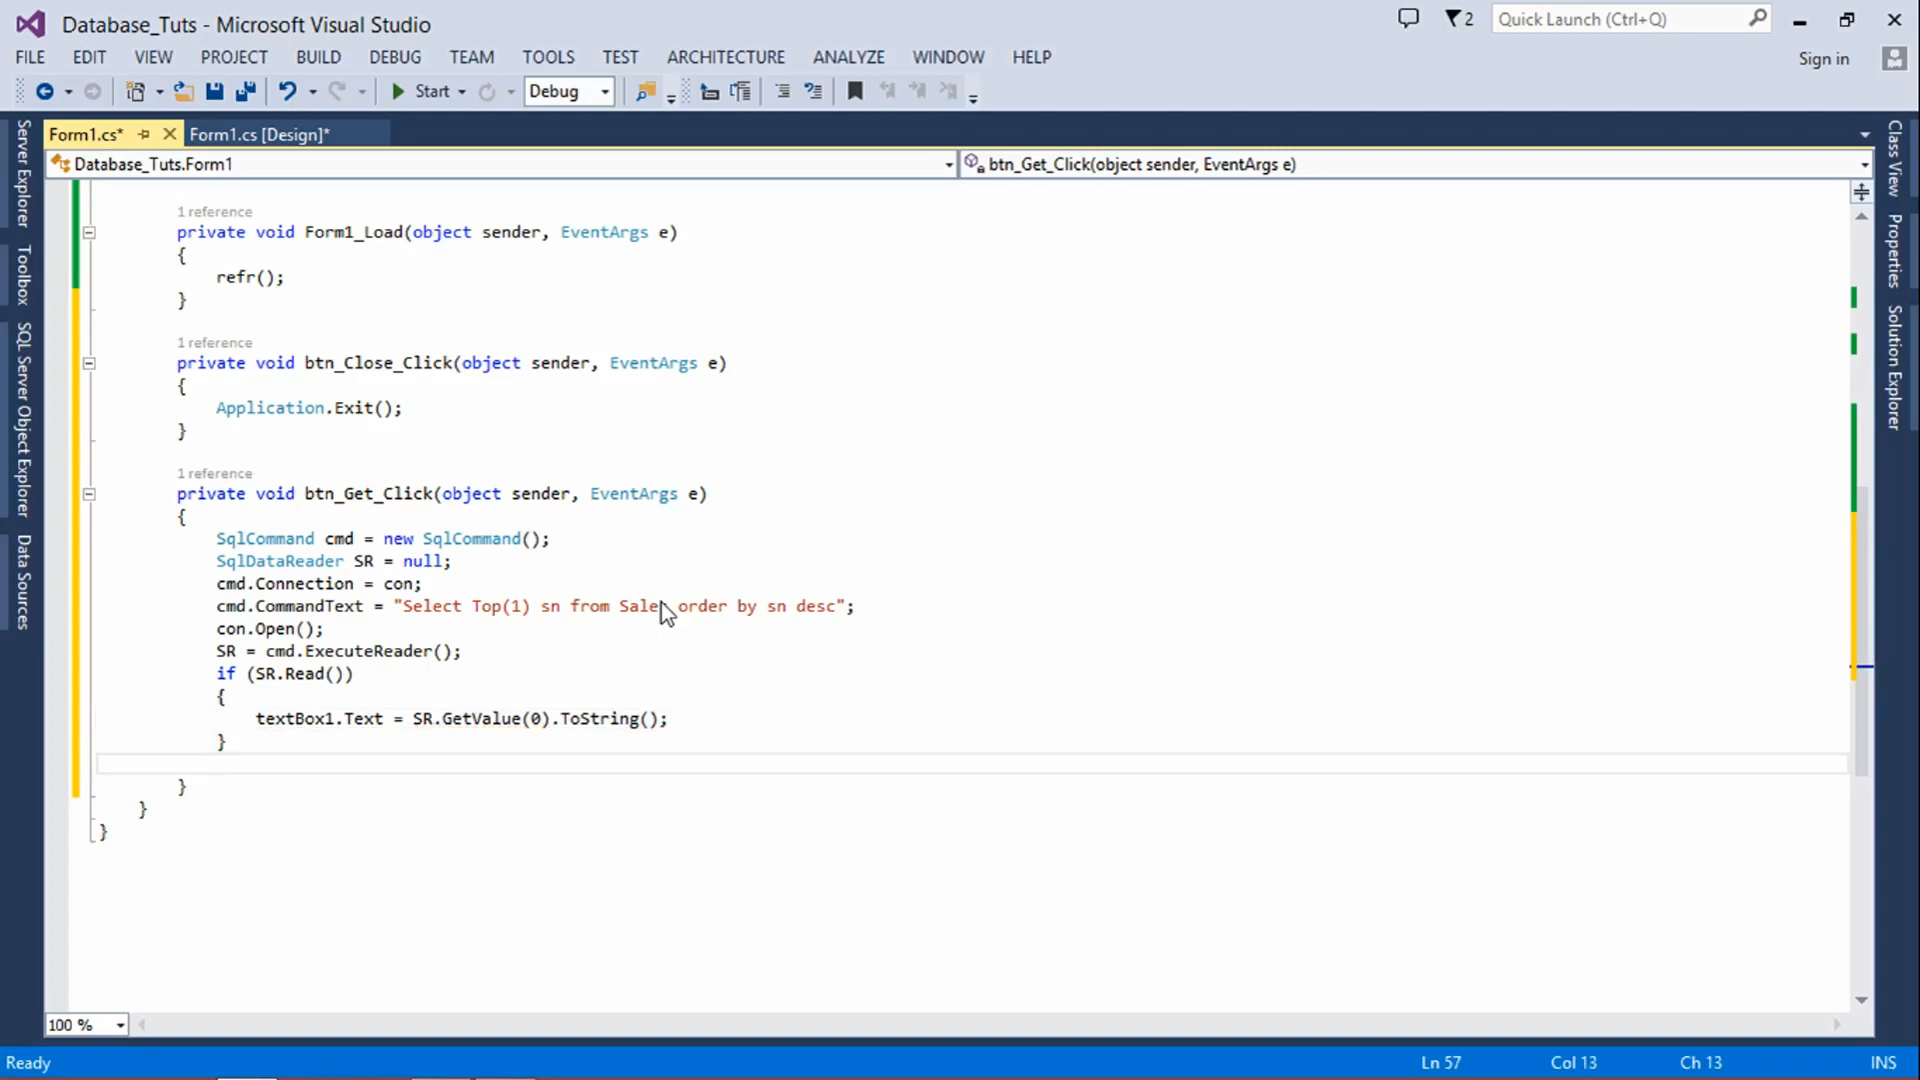 Database_Tuts - Microsoft Visual Studio
2
Quick Launch (Ctrl+Q)
FILE EDIT VIEW PROJECT BUILD DEBUG TEAM TOOLS TEST ARCHITECTURE ANALYZE WINDOW HELP
Sign in
Start Debug
Form1.cs* Form1.cs [Design]*
Database_Tuts.Form1
btn_Get_Click(object sender, EventArgs e)
Server Explorer
Toolbox
SQL Server Object Explorer
Data Sources
1 reference
private void Form1_Load(object sender, EventArgs e)
{
refr();
}
1 reference
private void btn_Close_Click(object sender, EventArgs e)
{
Application.Exit();
}
1 reference
private void btn_Get_Click(object sender, EventArgs e)
{
SqlCommand cmd = new SqlCommand();
SqlDataReader SR = null;
cmd.Connection = con;
cmd.CommandText = "Select Top(1) sn from order by sn desc";
con.Open();
SR = cmd.ExecuteReader();
if (SR.Read())
{
textBox1.Text = SR.GetValue(0).ToString();
}
}
}
}
Class View
Properties
Solution Explorer
100 %
Ready
Ln 57 Col 13 Ch 13 INS